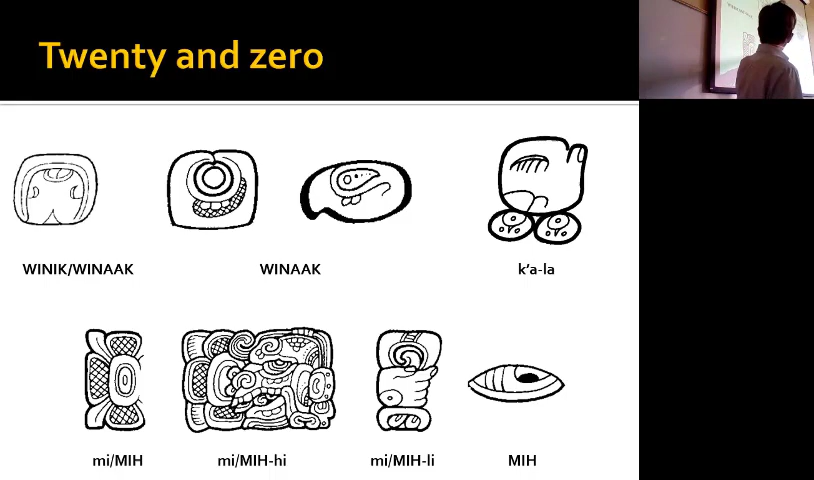 Twenty and zero
WINIK/WINAAK
WINAAK
k'a-la
mi/MIH
mi/MIH-hi
mi/MIH-li
MIH